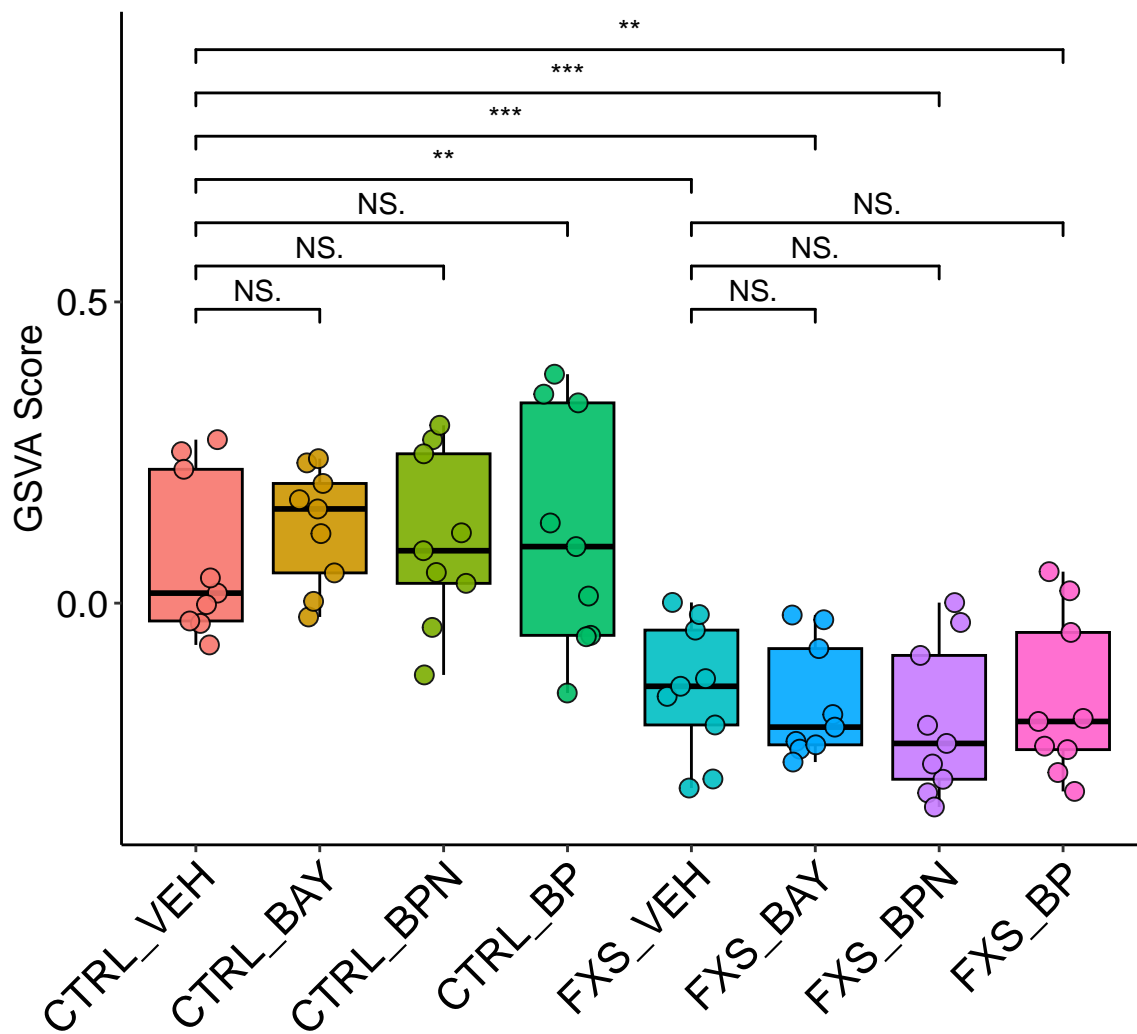 **
***
***
**
NS.
NS.
NS.
NS.
NS.
NS.
0.5
0.0
GSVA Score
CTRL_VEH
CTRL_BAY
CTRL_BPN
CTRL_BP
FXS_VEH
FXS_BAY
FXS_BPN
FXS_BP